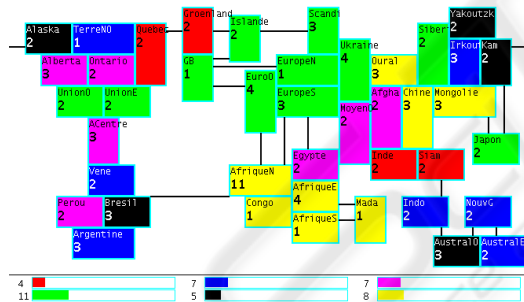 Alaska 2
TerreNO 1
Quebec 2
Groenland 2
Islande 2
Scandi 3
Yakoutzk 2
Alberta 3
Ontario 2
GB 1
EuropeN 1
Ukraine 4
Oural 3
Siber 2
Irkou 3
Kam 2
UnionO 2
UnionE 2
EuroO 4
EuropeS 3
MoyenO 2
Afgha 2
Chine 3
Mongolie 3
ACentre 3
Japon 2
Vene 2
AfriqueN 11
Egypte 2
Inde 2
Siam 2
Perou 2
Bresil 3
Congo 1
AfriqueE 4
AfriqueS 1
Mada 1
Indo 2
NouvG 2
Argentine 3
AustralO 3
AustralE 2
4 7 7
11 5 8